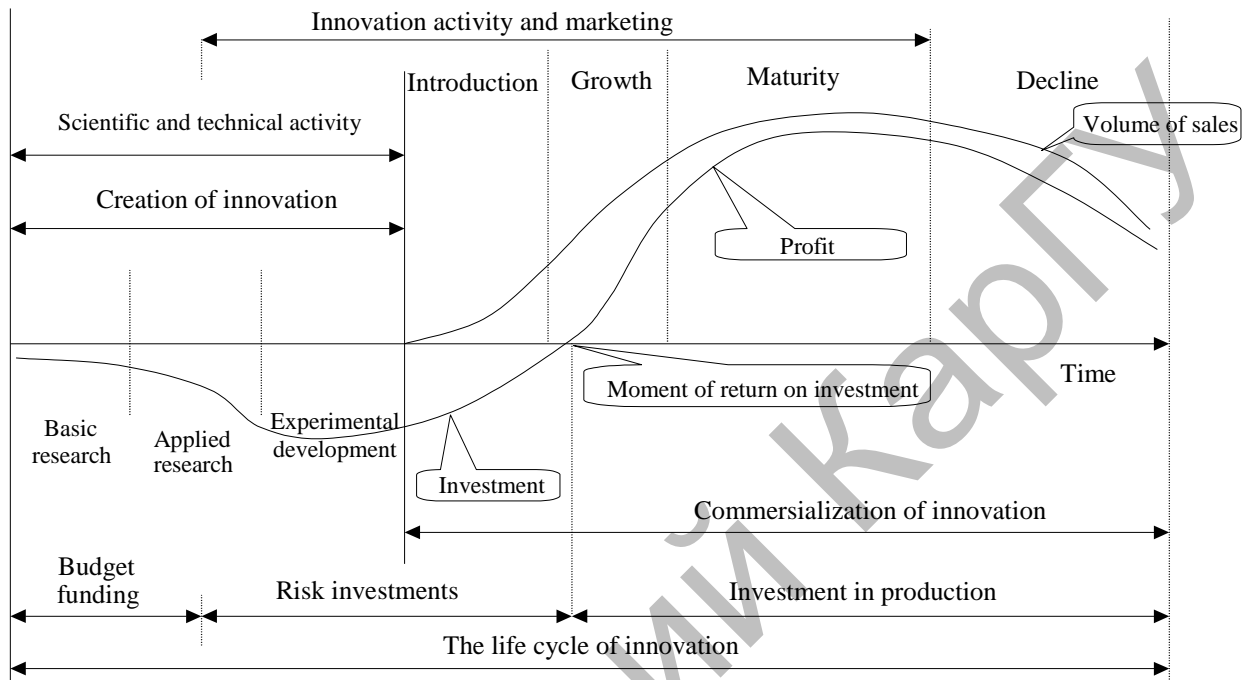 Innovation activity and marketing
Introduction
Growth
Maturity
Decline
Scientific and technical activity
Volume of sales
Creation of innovation
Profit
Time
Moment of return on investment
Basic
research
Applied
research
Experimental
development
Investment
Commersialization of innovation
Budget
funding
Risk investments
Investment in production
The life cycle of innovation
ий КарГУ